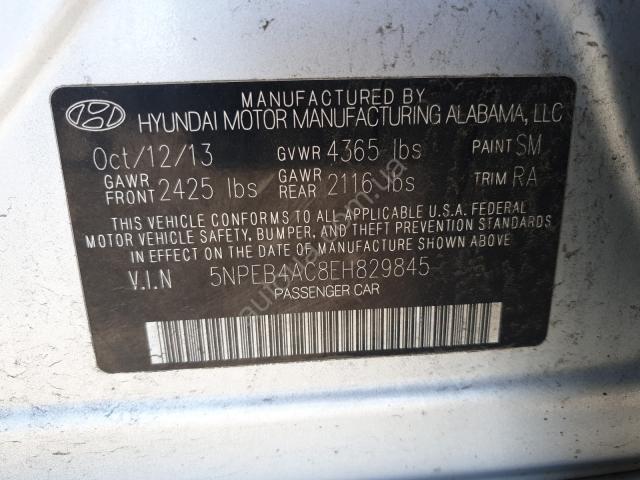 MANUFACTURED BY
HYUNDAI MOTOR MANUFACTURING ALABAMA, LLC
Oct/12/13 GVWR 4365 lbs PAINT SM
GAWR FRONT 2425 lbs GAWR REAR 2116 lbs TRIM RA
THIS VEHICLE CONFORMS TO ALL APPLICABLE U.S.A. FEDERAL
MOTOR VEHICLE SAFETY, BUMPER, AND THEFT PREVENTION STANDARDS
IN EFFECT ON THE DATE OF MANUFACTURE SHOWN ABOVE.
V.I.N 5NPEB4AC8EH829845
PASSENGER CAR